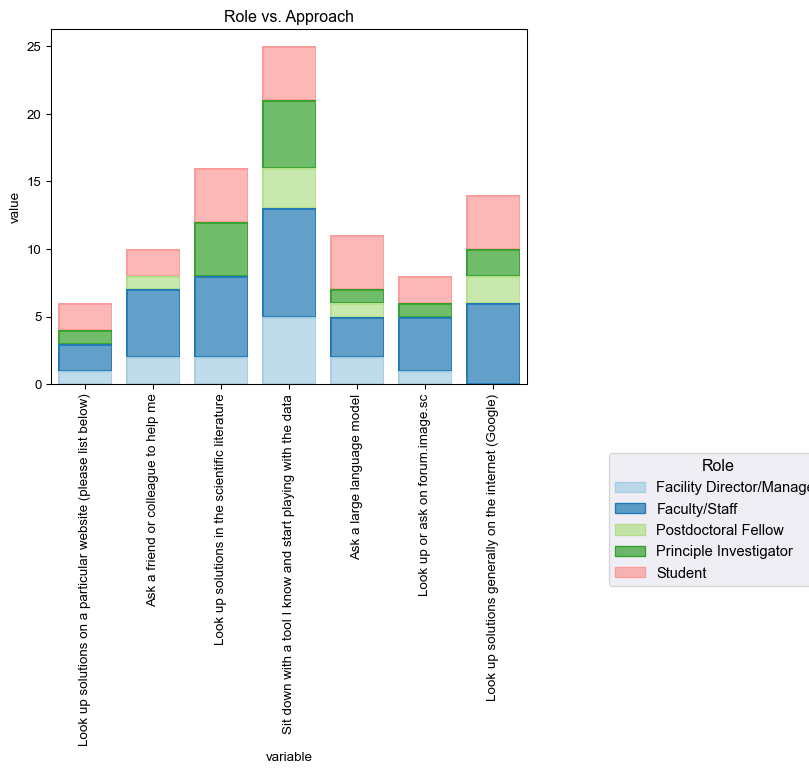 Role vs. Approach
value
25
20
15
10
5
0
Look up solutions on a particular website (please list below)
Ask a friend or colleague to help me
Look up solutions in the scientific literature
Sit down with a tool I know and start playing with the data
Ask a large language model
Look up or ask on forum.image.sc
Look up solutions generally on the internet (Google)
variable
Role
Facility Director/Manage
Faculty/Staff
Postdoctoral Fellow
Principle Investigator
Student